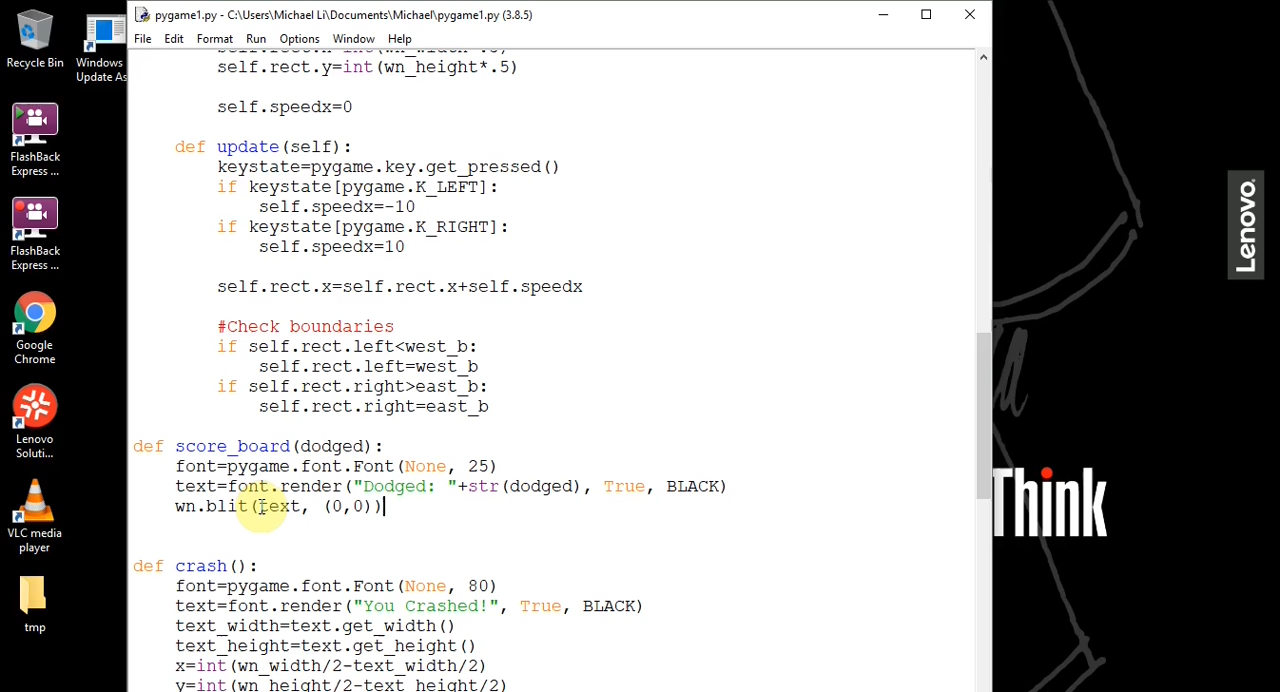 pygame1.py - C:\Users\Michael Li\Documents\Michael\pygame1.py (3.8.5)
File Edit Format Run Options Window Help
self.rect.y=int(wn_height*.5)
self.speedx=0
def update(self):
keystate=pygame.key.get_pressed()
if keystate[pygame.K_LEFT]:
self.speedx=-10
if keystate[pygame.K_RIGHT]:
self.speedx=10
self.rect.x=self.rect.x+self.speedx
#Check boundaries
if self.rect.left<west_b:
self.rect.left=west_b
if self.rect.right>east_b:
self.rect.right=east_b
def score_board(dodged):
font=pygame.font.Font(None, 25)
text=font.render("Dodged: "+str(dodged), True, BLACK)
wn.blit(text, (0,0))
def crash():
font=pygame.font.Font(None, 80)
text=font.render("You Crashed!", True, BLACK)
text_width=text.get_width()
text_height=text.get_height()
x=int(wn_width/2-text_width/2)
y=int(wn_height/2-text_height/2)
Recycle Bin
Windows
Update As
FlashBack
Express ...
FlashBack
Express ...
Google
Chrome
Lenovo
Soluti...
VLC media
player
tmp
Lenovo
Think